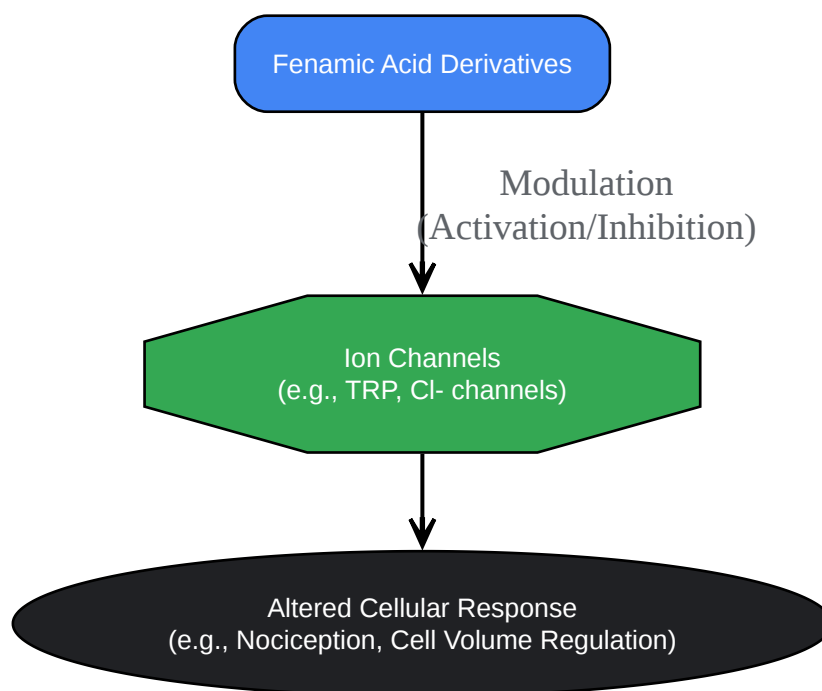 Fenamic Acid Derivatives
Modulation
(Activation/Inhibition)
Ion Channels
(e.g., TRP, Cl- channels)
Altered Cellular Response
(e.g., Nociception, Cell Volume Regulation)